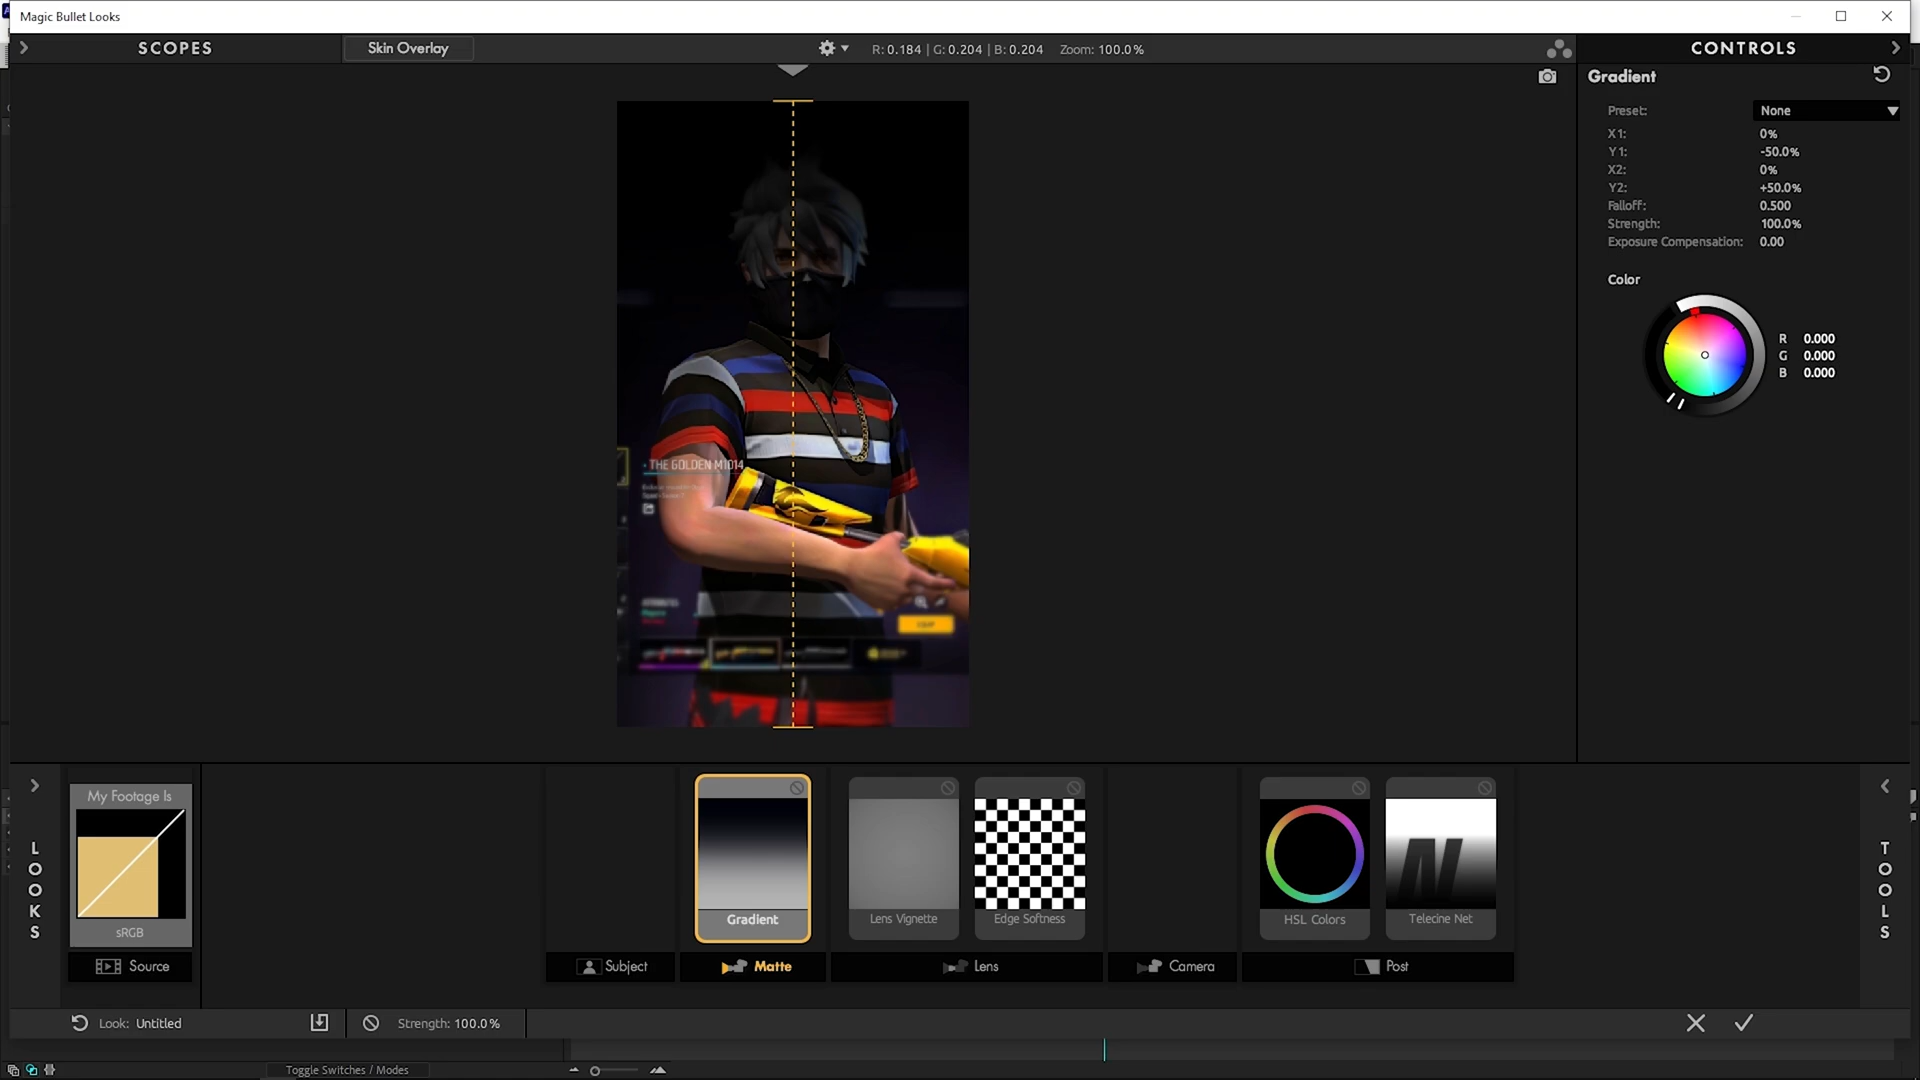 Magic Bullet Looks
SCOPES
Skin Overlay
R: 0.184 | G: 0.204 | B: 0.204 Zoom: 100.0%
CONTROLS
Gradient
Preset: None
X1: 0%
Y1: -50.0%
X2: 0%
Y2: +50.0%
Falloff: 0.500
Strength: 100.0%
Exposure Compensation: 0.00
Color
R 0.000
G 0.000
B 0.000
THE GOLDEN M1014
LOOKS
My Footage Is
sRGB
Source
Gradient
Lens Vignette
Edge Softness
HSL Colors
Telecine Net
Subject
Matte
Lens
Camera
Post
TOOLS
Look: Untitled
Strength: 100.0%
Toggle Switches / Modes